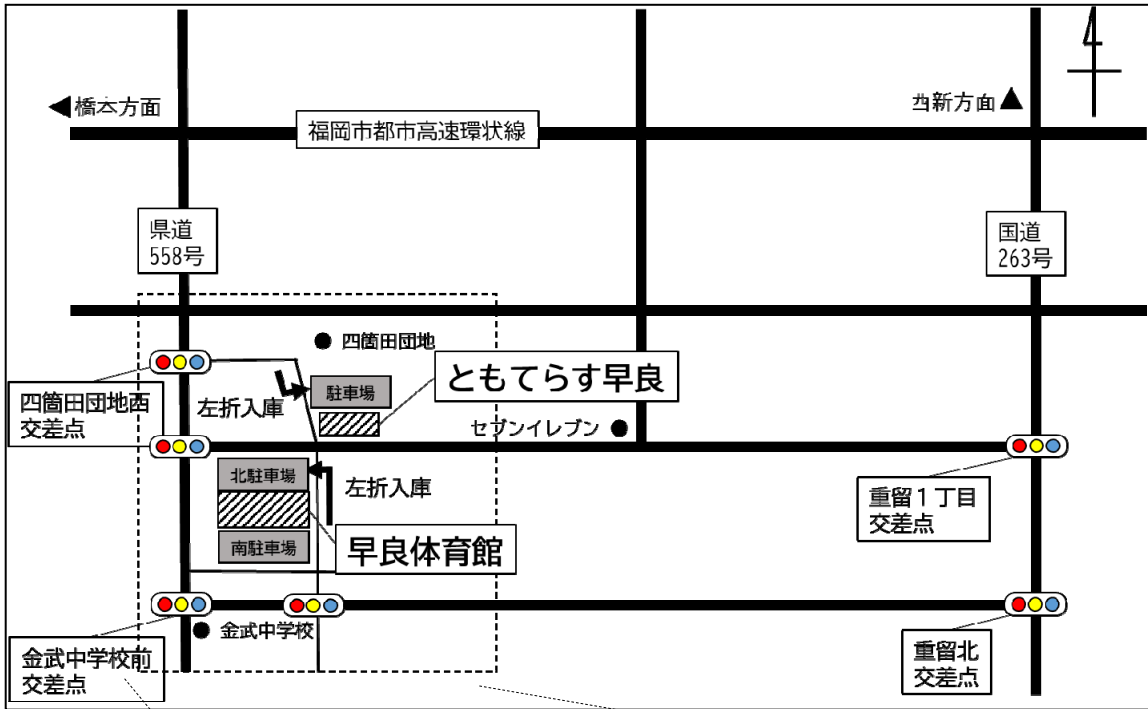 橋本方面
西新方面
福岡市都市高速環状線
県道
558号
国道
263号
四箇田団地
四箇田団地西
交差点
左折入庫
駐車場
ともてらす早良
セブンイレブン
北駐車場
左折入庫
重留1丁目
交差点
南駐車場
早良体育館
金武中学校
金武中学校前
交差点
重留北
交差点